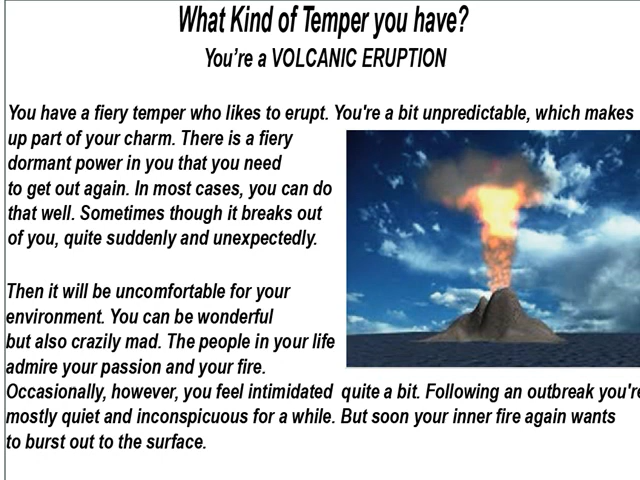 What Kind of Temper you have?
You’re a VOLCANIC ERUPTION
You have a fiery temper who likes to erupt. You're a bit unpredictable, which makes
up part of your charm. There is a fiery
dormant power in you that you need
to get out again. In most cases, you can do
that well. Sometimes though it breaks out
of you, quite suddenly and unexpectedly.
Then it will be uncomfortable for your
environment. You can be wonderful
but also crazily mad. The people in your life
admire your passion and your fire.
Occasionally, however, you feel intimidated quite a bit. Following an outbreak you're
mostly quiet and inconspicuous for a while. But soon your inner fire again wants
to burst out to the surface.